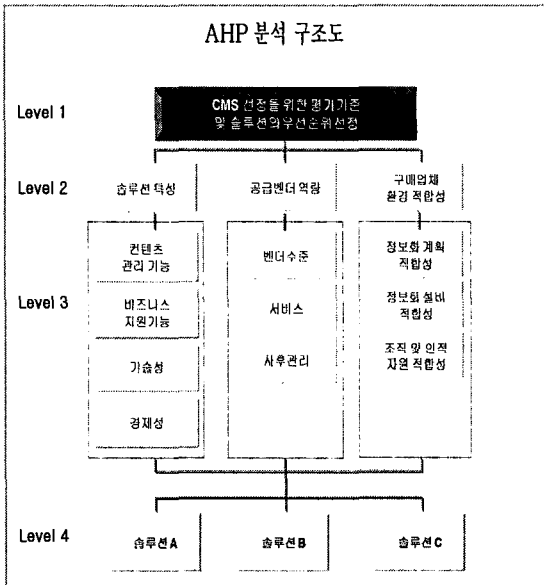 AHP 분석 구조도
Level 1
CMS 선정을 위한 평가기준
및 솔루션의 우선순위선정
Level 2
솔루션 특성
공급벤더 역량
구매업체
환경 적합성
Level 3
컨텐츠
관리 기능
비즈니스
지원기능
기술성
경제성
벤더수준
서비스
사후관리
정보화 계획
적합성
정보화 설비
적합성
조직 및 인적
자원 적합성
Level 4
솔루션A
솔루션B
솔루션C